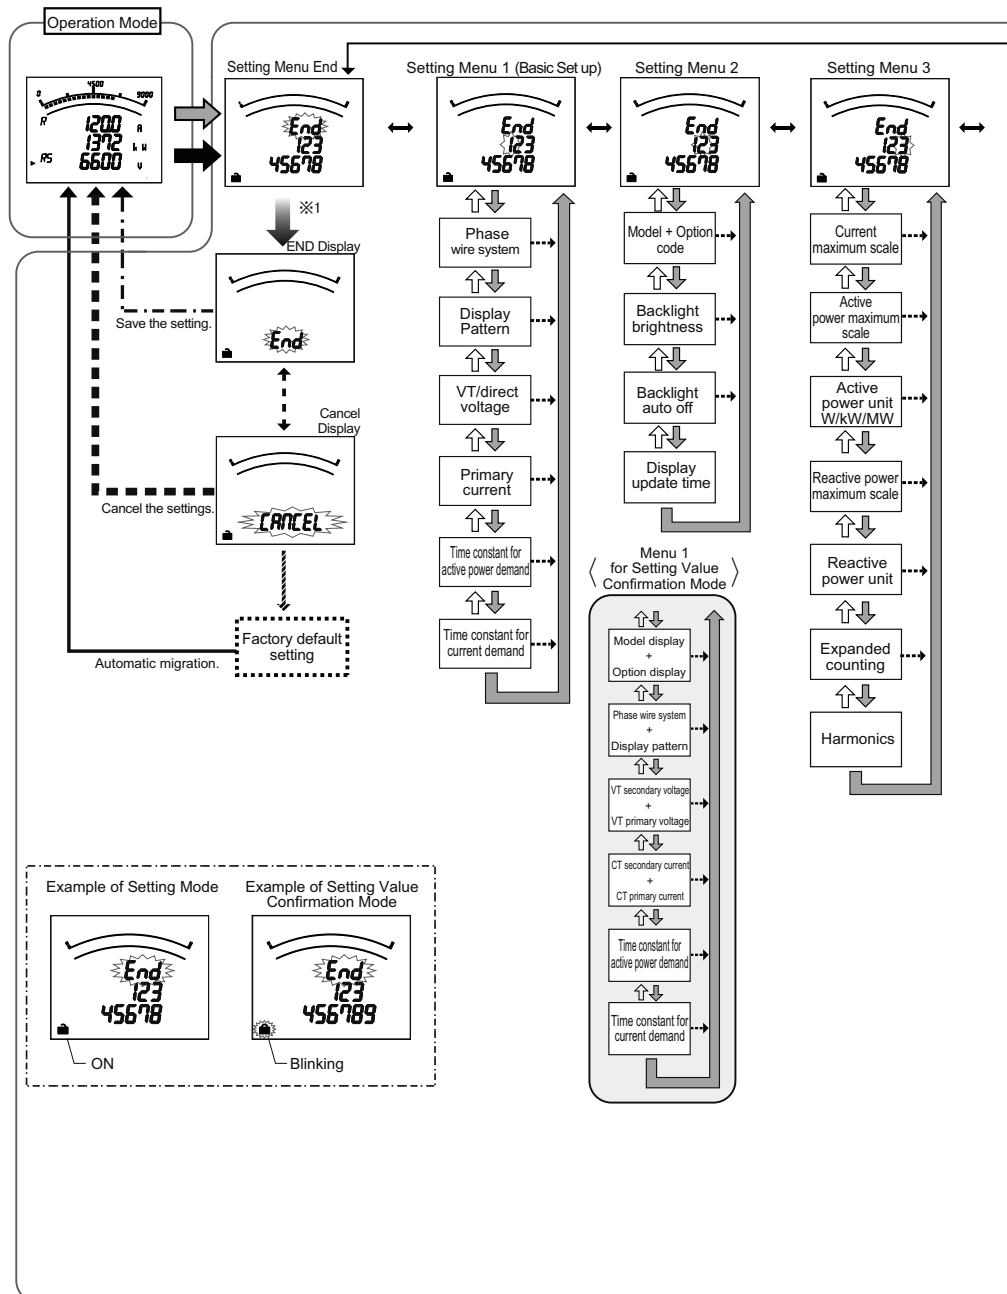 Operation Mode
0 4500 9000
R 120.0 A
137.2 kW
RS 6600 V
Setting Menu End
End
123
45678
Setting Menu 1 (Basic Set up)
End
123
45678
Setting Menu 2
End
123
45678
Setting Menu 3
End
123
45678
※1
END Display
End
Save the setting.
Cancel
Display
CANCEL
Cancel the settings.
Factory default
setting
Automatic migration.
Phase
wire system
Display
Pattern
VT/direct
voltage
Primary
current
Time constant for
active power demand
Time constant for
current demand
Model + Option
code
Backlight
brightness
Backlight
auto off
Display
update time
Menu 1
for Setting Value
Confirmation Mode
Model display
+
Option display
Phase wire system
+
Display pattern
VT secondary voltage
+
VT primary voltage
CT secondary current
+
CT primary current
Time constant for
active power demand
Time constant for
current demand
Current
maximum scale
Active
power maximum
scale
Active
power unit
W/kW/MW
Reactive power
maximum scale
Reactive
power unit
Expanded
counting
Harmonics
Example of Setting Mode
End
123
45678
ON
Example of Setting Value
Confirmation Mode
End
123
456789
Blinking